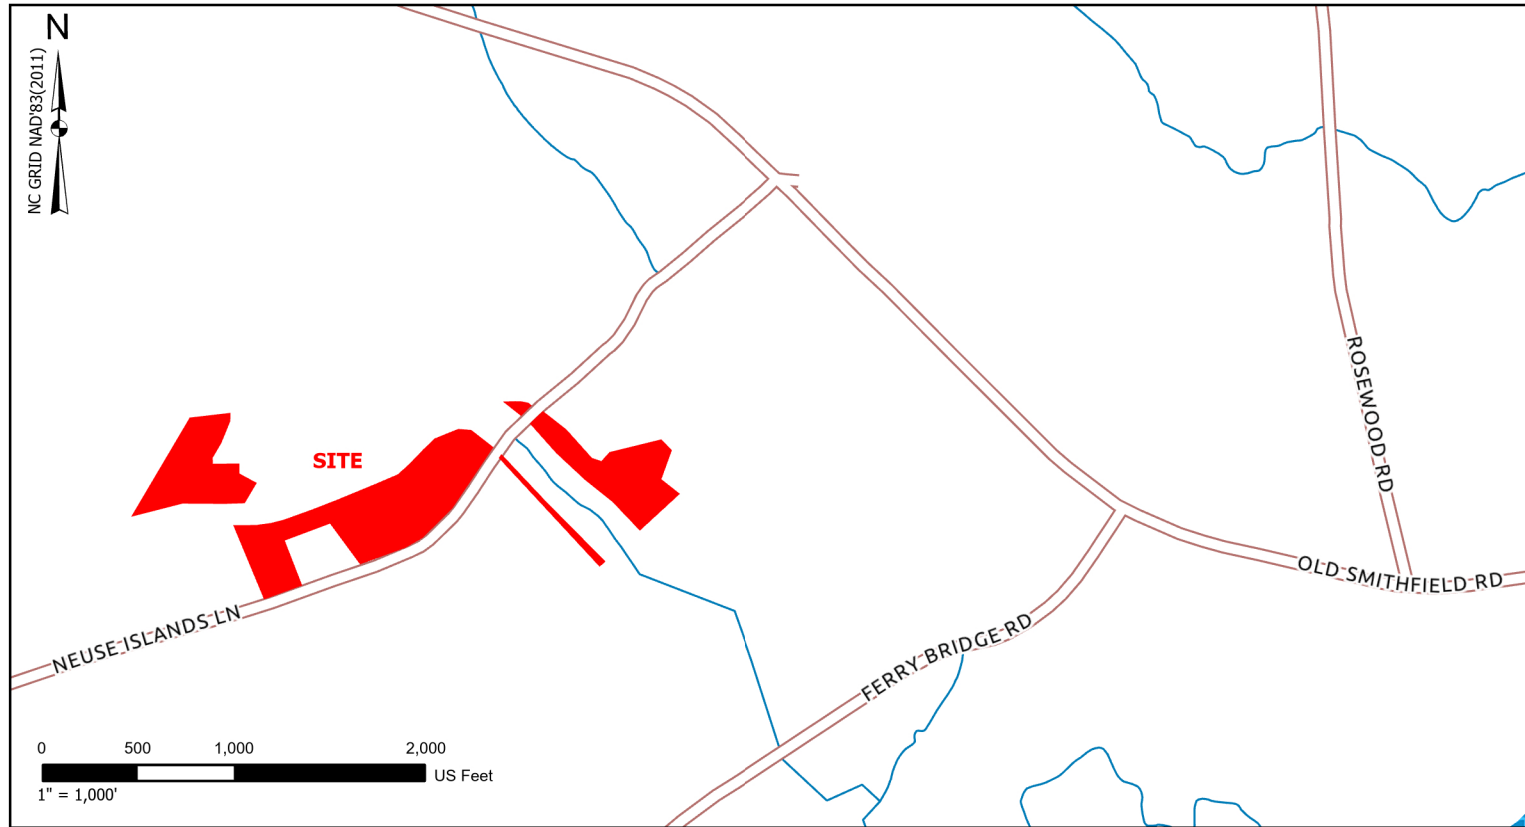 N
NC GRID NAD'83(2011)
ROSEWOOD RD
SITE
OLD SMITHFIELD RD
NEUSE ISLANDS LN
FERRY BRIDGE RD
0 500 1,000 2,000
US Feet
1" = 1,000'